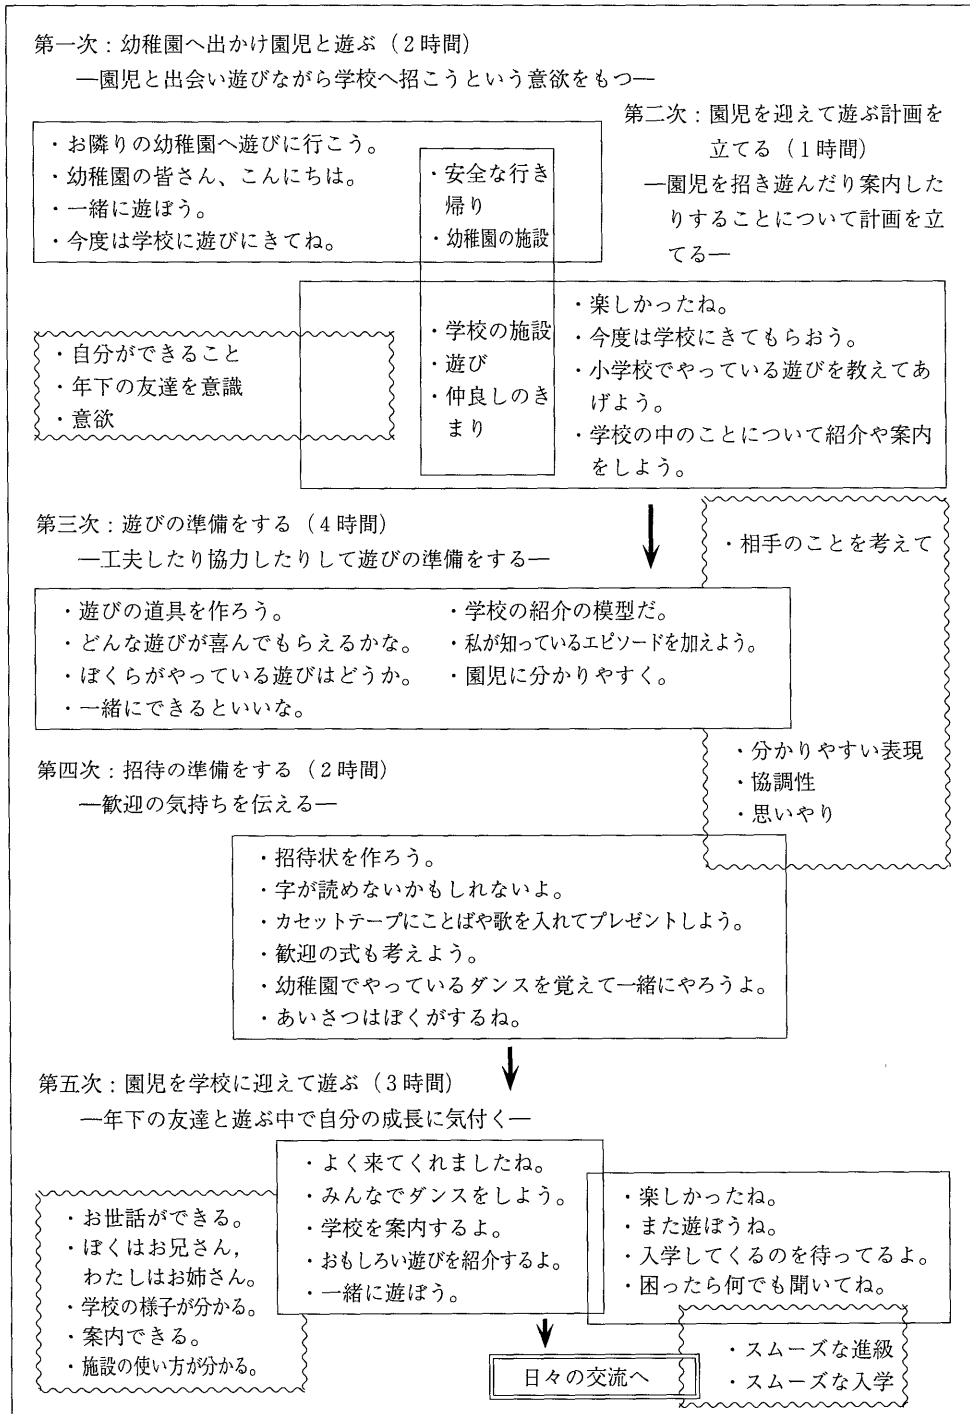 第一次：幼稚園へ出かけ園児と遊ぶ（２時間）
―園児と出会い遊びながら学校へ招こうという意欲をもつ―
・お隣りの幼稚園へ遊びに行こう。
・幼稚園の皆さん、こんにちは。
・一緒に遊ぼう。
・今度は学校に遊びにきてね。
・安全な行き
帰り
・幼稚園の施設
第二次：園児を迎えて遊ぶ計画を
立てる（１時間）
―園児を招き遊んだり案内した
りすることについて計画を立
てる―
・自分ができること
・年下の友達を意識
・意欲
・学校の施設
・遊び
・仲良しのき
まり
・楽しかったね。
・今度は学校にきてもらおう。
・小学校でやっている遊びを教えてあ
げよう。
・学校の中のことについて紹介や案内
をしよう。
第三次：遊びの準備をする（４時間）
―工夫したり協力したりして遊びの準備をする―
・相手のことを考えて
・遊びの道具を作ろう。
・どんな遊びが喜んでもらえるかな。
・ぼくらがやっている遊びはどうか。
・一緒にできるといいな。
・学校の紹介の模型だ。
・私が知っているエピソードを加えよう。
・園児に分かりやすく。
・分かりやすい表現
・協調性
・思いやり
第四次：招待の準備をする（２時間）
―歓迎の気持ちを伝える―
・招待状を作ろう。
・字が読めないかもしれないよ。
・カセットテープにことばや歌を入れてプレゼントしよう。
・歓迎の式も考えよう。
・幼稚園でやっているダンスを覚えて一緒にやろうよ。
・あいさつはぼくがするね。
第五次：園児を学校に迎えて遊ぶ（３時間）
―年下の友達と遊ぶ中で自分の成長に気付く―
・お世話ができる。
・ぼくはお兄さん，
わたしはお姉さん。
・学校の様子が分かる。
・案内できる。
・施設の使い方が分かる。
・よく来てくれましたね。
・みんなでダンスをしよう。
・学校を案内するよ。
・おもしろい遊びを紹介するよ。
・一緒に遊ぼう。
・楽しかったね。
・また遊ぼうね。
・入学してくるのを待ってるよ。
・困ったら何でも聞いてね。
・スムーズな進級
・スムーズな入学
日々の交流へ